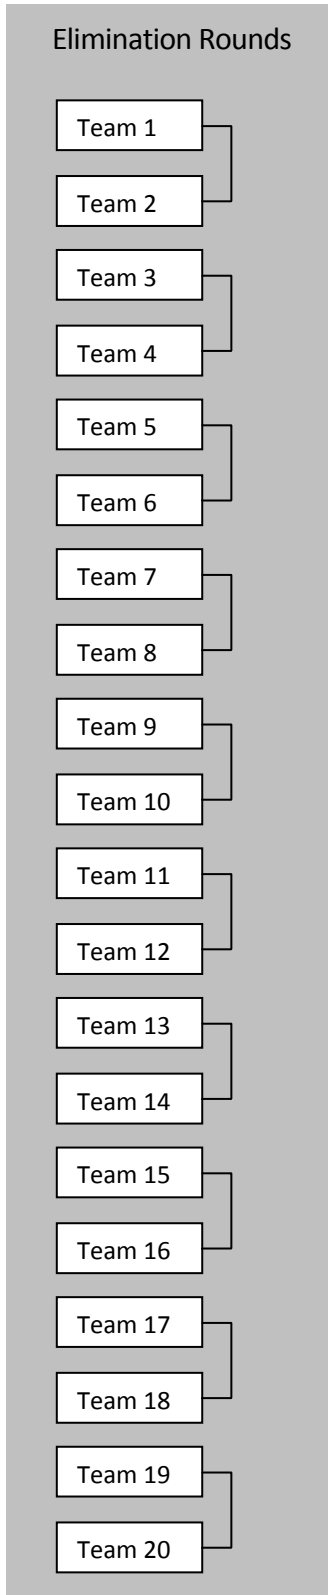 Elimination Rounds
Team 1
Team 2
Team 3
Team 4
Team 5
Team 6
Team 7
Team 8
Team 9
Team 10
Team 11
Team 12
Team 13
Team 14
Team 15
Team 16
Team 17
Team 18
Team 19
Team 20